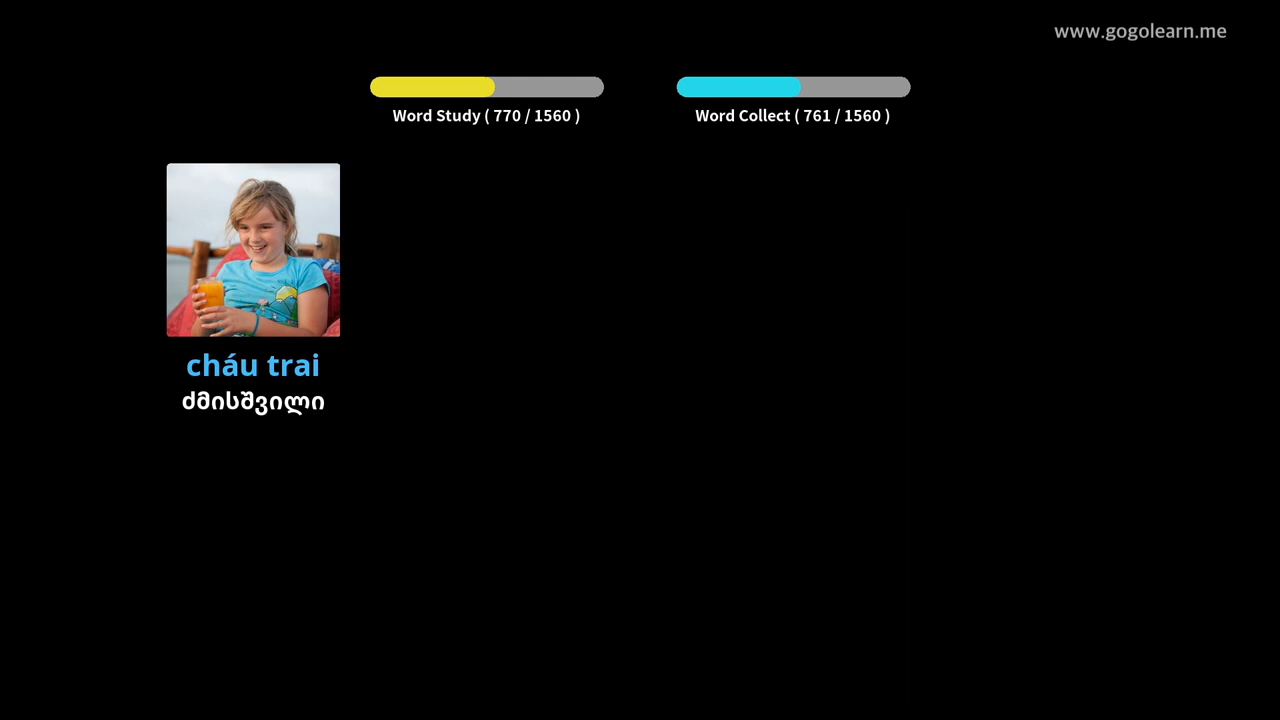 www.gogolearn.me
Word Study ( 770 / 1560 )
Word Collect ( 761 / 1560 )
cháu trai
ძმისშვილი